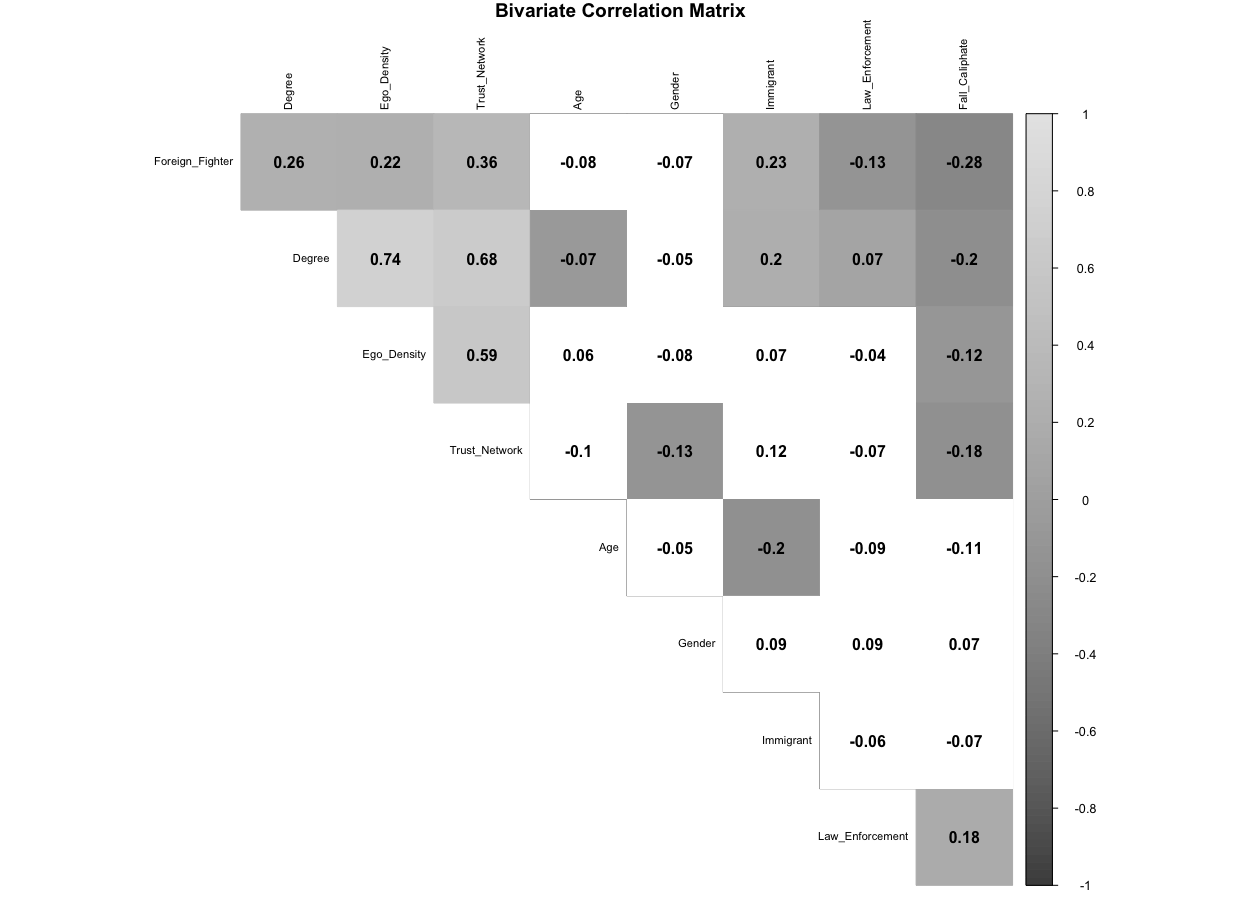 Bivariate Correlation Matrix
Degree
Ego_Density
Trust_Network
Age
Gender
Immigrant
Law_Enforcement
Fall_Caliphate
Foreign_Fighter 0.26 0.22 0.36 -0.08 -0.07 0.23 -0.13 -0.28
Degree 0.74 0.68 -0.07 -0.05 0.2 0.07 -0.2
Ego_Density 0.59 0.06 -0.08 0.07 -0.04 -0.12
Trust_Network -0.1 -0.13 0.12 -0.07 -0.18
Age -0.05 -0.2 -0.09 -0.11
Gender 0.09 0.09 0.07
Immigrant -0.06 -0.07
Law_Enforcement 0.18
1
0.8
0.6
0.4
0.2
0
-0.2
-0.4
-0.6
-0.8
-1